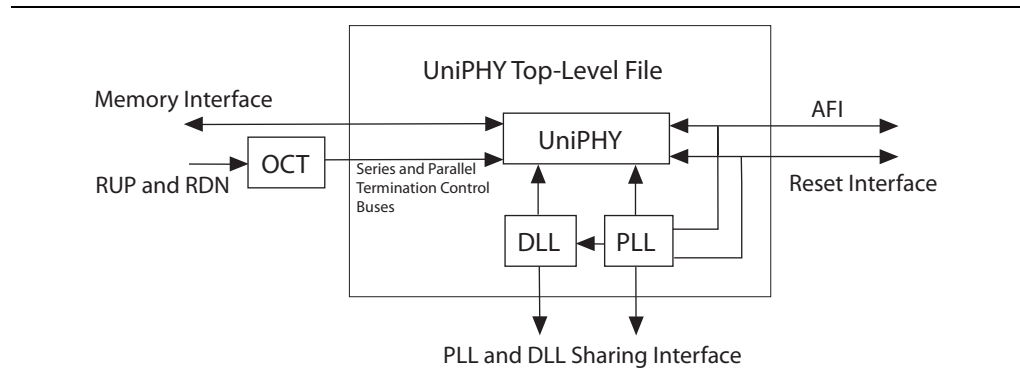 UniPHY Top-Level File
Memory Interface
AFI
UniPHY
OCT
RUP and RDN
Series and Parallel
Termination Control
Buses
Reset Interface
DLL
PLL
PLL and DLL Sharing Interface